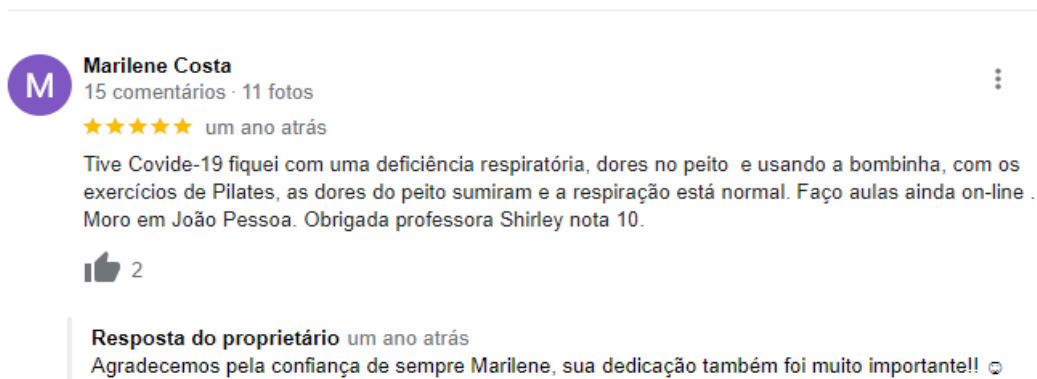 M
Marilene Costa
15 comentários · 11 fotos
um ano atrás
Tive Covide-19 fiquei com uma deficiência respiratória, dores no peito e usando a bombinha, com os
exercícios de Pilates, as dores do peito sumiram e a respiração está normal. Faço aulas ainda on-line .
Moro em João Pessoa. Obrigada professora Shirley nota 10.
2
Resposta do proprietário um ano atrás
Agradecemos pela confiança de sempre Marilene, sua dedicação também foi muito importante!! ☺